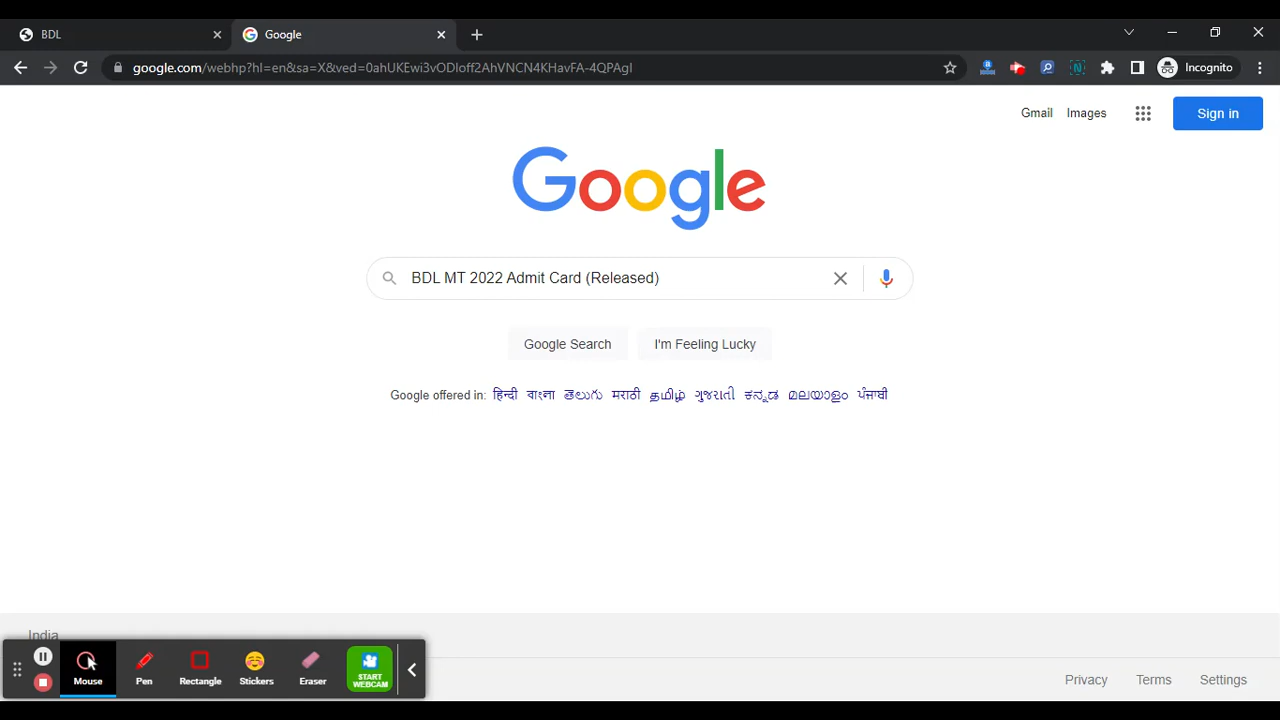 BDL
Google
google.com/webhp?hl=en&sa=X&ved=0ahUKEwi3vODloff2AhVNCN4KHavFA-4QPAgI
Incognito
Gmail
Images
Sign in
Google
BDL MT 2022 Admit Card (Released)
Google Search
I'm Feeling Lucky
Google offered in: हिन्दी বাংলা తెలుగు मराठी தமிழ் ગુજરાતી ಕನ್ನಡ മലയാളം ਪੰਜਾਬੀ
India
Mouse
Pen
Rectangle
Stickers
Eraser
START
WEBCAM
Privacy
Terms
Settings